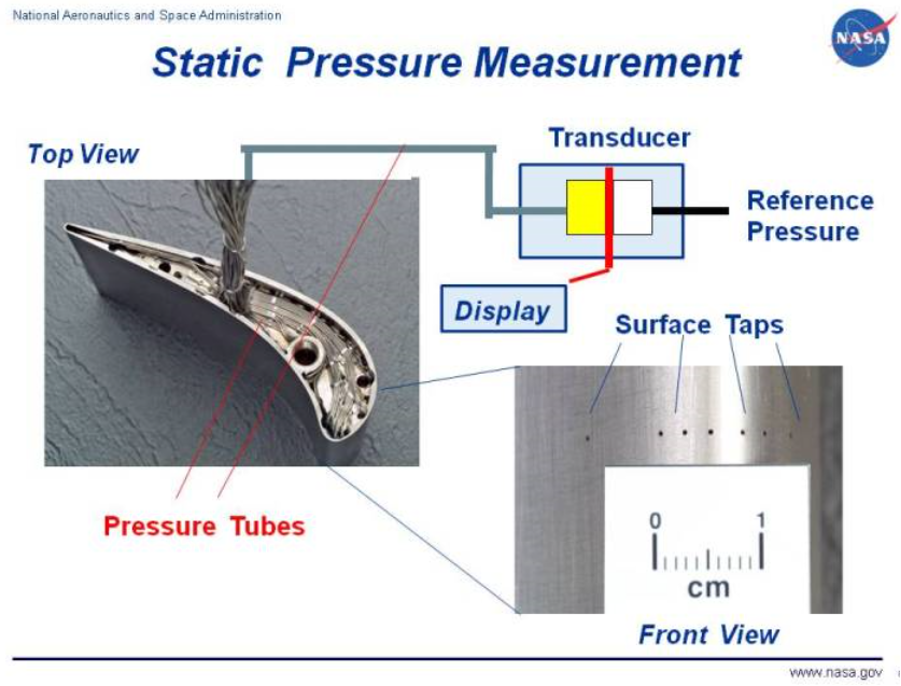 National Aeronautics and Space Administration
NASA
Static Pressure Measurement
Top View
Transducer
Reference
Pressure
Display
Surface Taps
Pressure Tubes
0 1
cm
Front View
www.nasa.gov